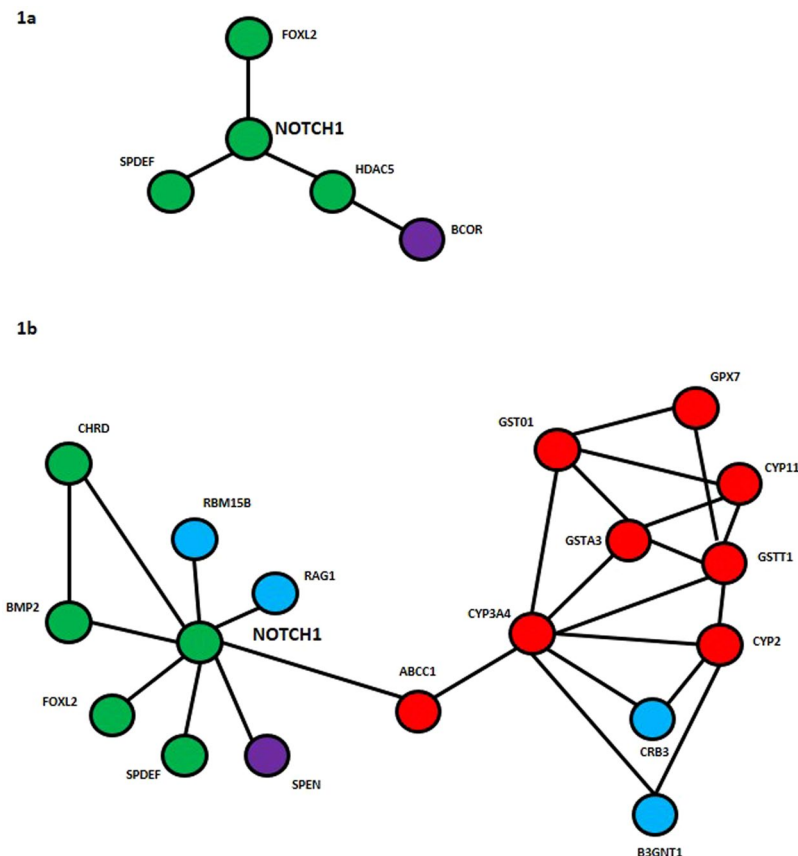 1a
FOXL2
NOTCH1
SPDEF
HDAC5
BCOR
1b
GPX7
CHRD
GST01
CYP11
RBM15B
GSTA3
GSTT1
RAG1
BMP2
CYP3A4
NOTCH1
CYP2
ABCC1
FOXL2
CRB3
SPDEF
SPEN
B3GNT1